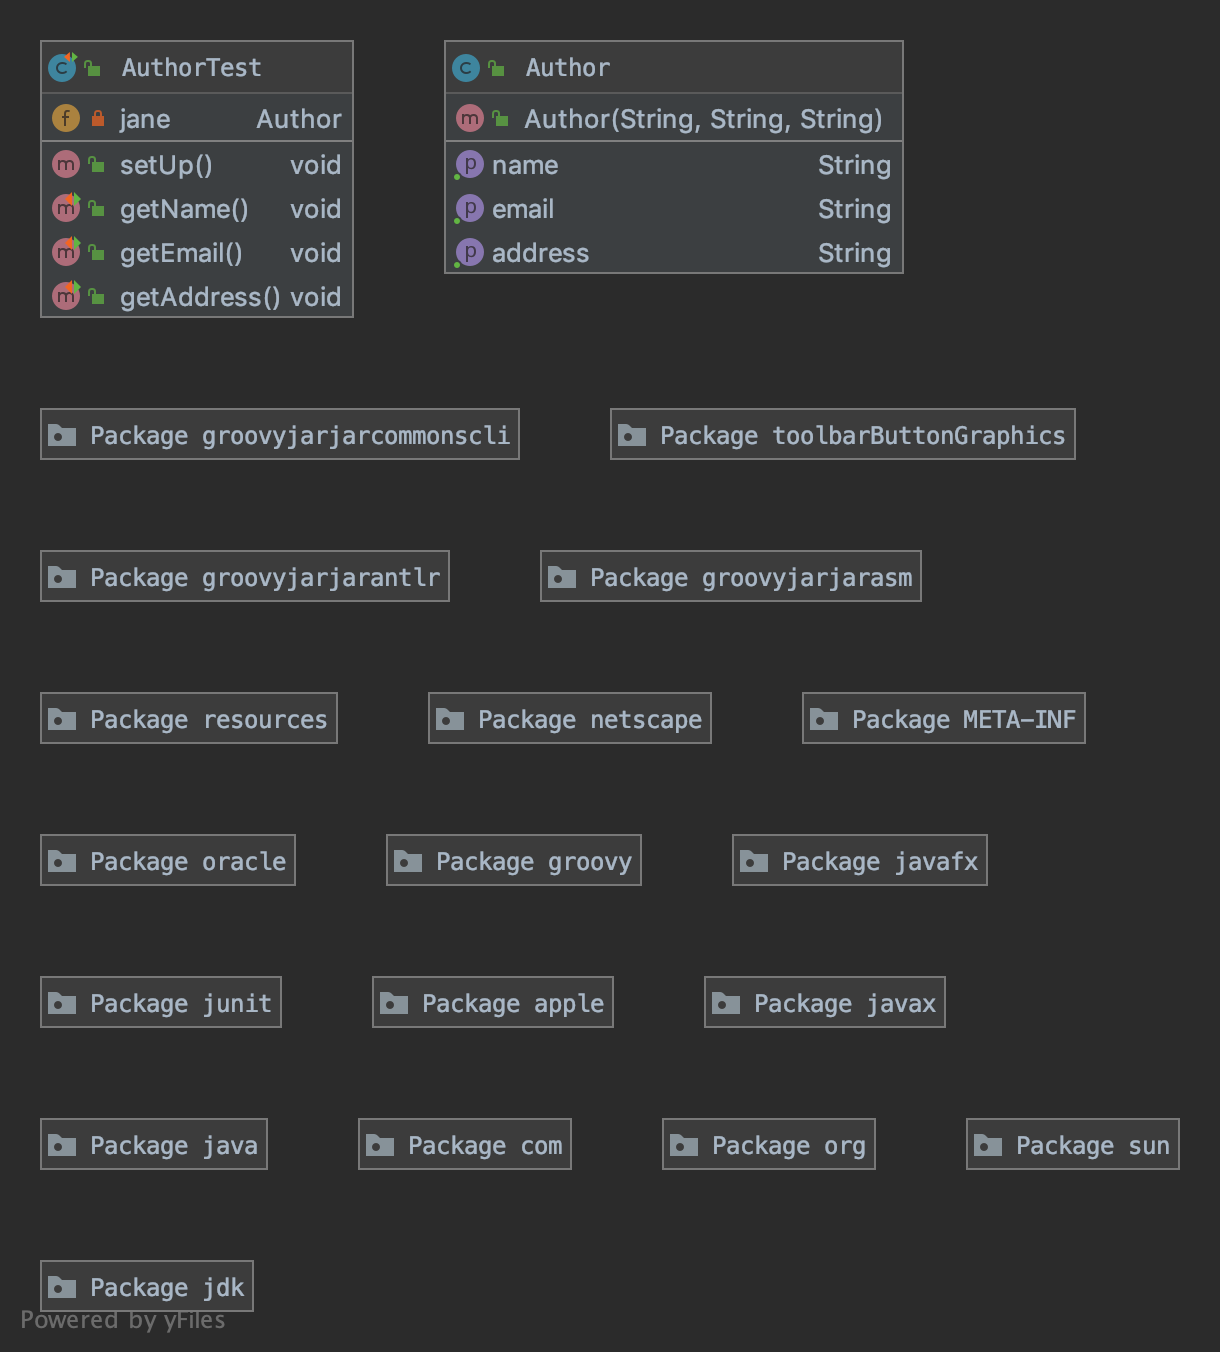 AuthorTest
jane Author
setUp() void
getName() void
getEmail() void
getAddress() void
Author
Author(String, String, String)
name String
email String
address String
Package groovyjarjarcommonscli
Package toolbarButtonGraphics
Package groovyjarjarantlr
Package groovyjarjarasm
Package resources
Package netscape
Package META-INF
Package oracle
Package groovy
Package javafx
Package junit
Package apple
Package javax
Package java
Package com
Package org
Package sun
Package jdk
Powered by yFiles